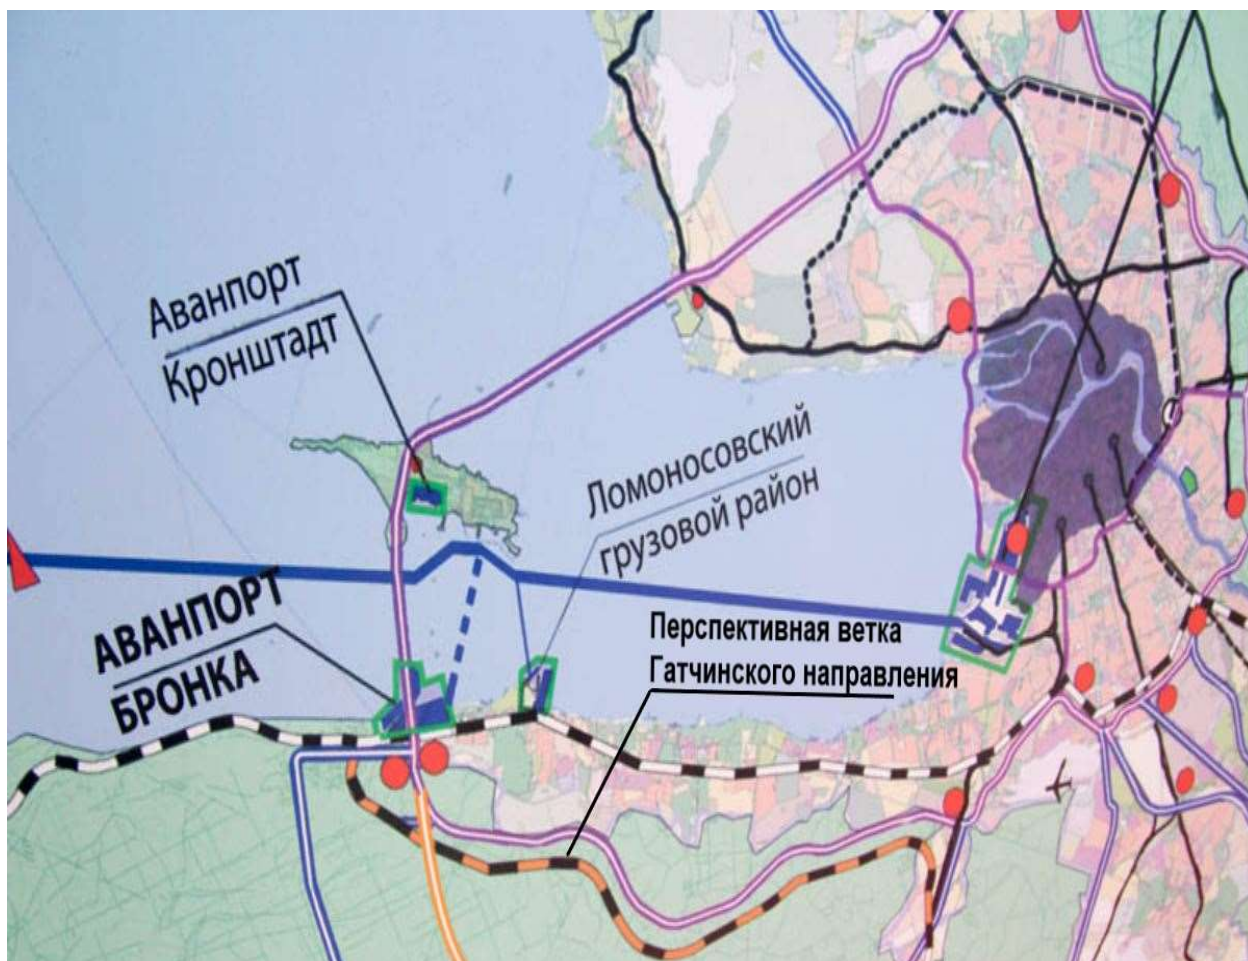 Аванпорт
Кронштадт
Ломоносовский
грузовой район
АВАНПОРТ
БРОНКА
Перспективная ветка
Гатчинского направления